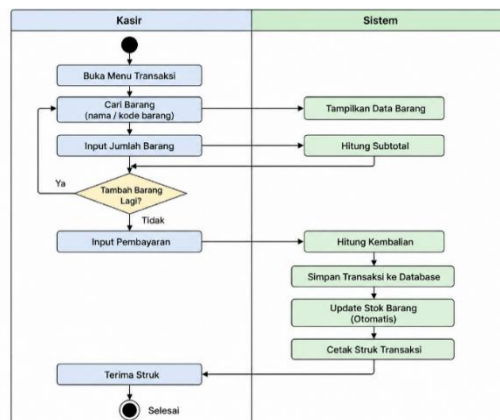 Kasir
Sistem
Buka Menu Transaksi
Cari Barang
(nama / kode barang)
Tampilkan Data Barang
Input Jumlah Barang
Hitung Subtotal
Ya
Tambah Barang
Lagi?
Tidak
Input Pembayaran
Hitung Kembalian
Simpan Transaksi ke Database
Update Stok Barang
(Otomatis)
Cetak Struk Transaksi
Terima Struk
Selesai